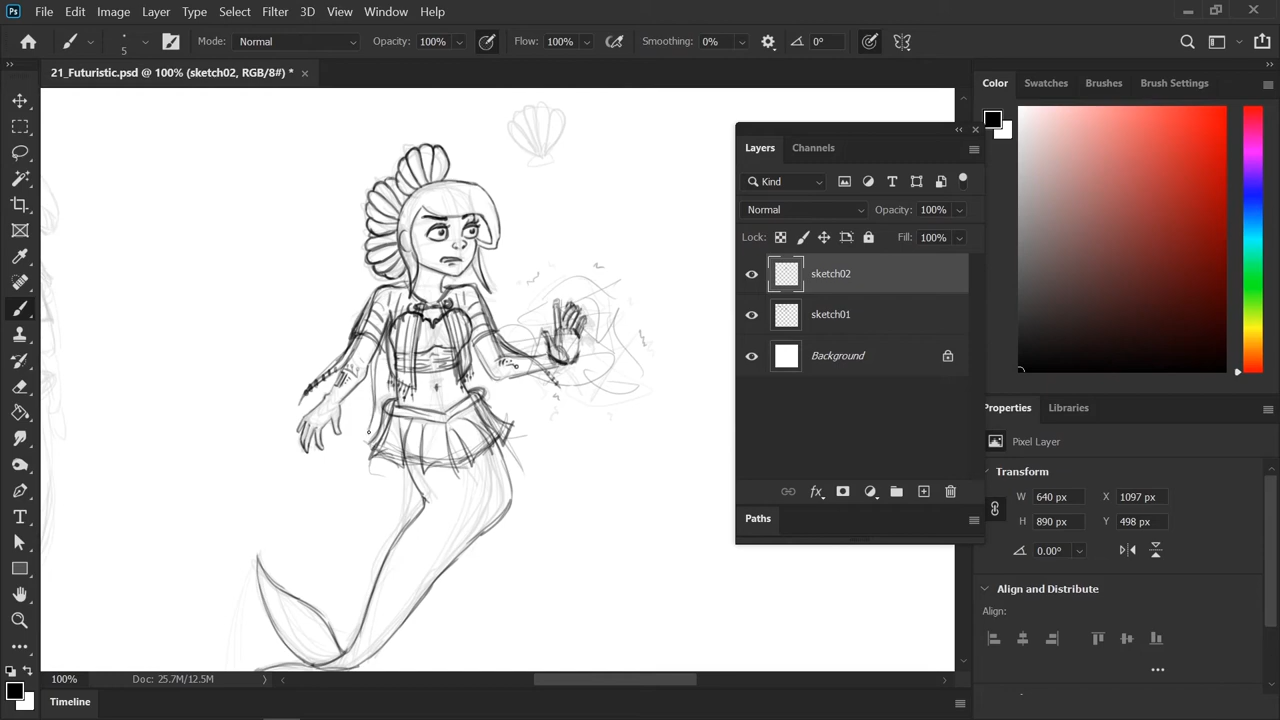 Ps File Edit Image Layer Type Select Filter 3D View Window Help
5 Mode: Normal Opacity: 100% Flow: 100% Smoothing: 0% 0°
21_Futuristic.psd @ 100% (sketch02, RGB/8#) * ×
Color Swatches Brushes Brush Settings
Layers Channels
Kind
Normal Opacity: 100%
Lock: Fill: 100%
sketch02
sketch01
Background
Paths
Properties Libraries
Pixel Layer
Transform
W 640 px X 1097 px
H 890 px Y 498 px
0.00°
Align and Distribute
Align:
100% Doc: 25.7M/12.5M
Timeline